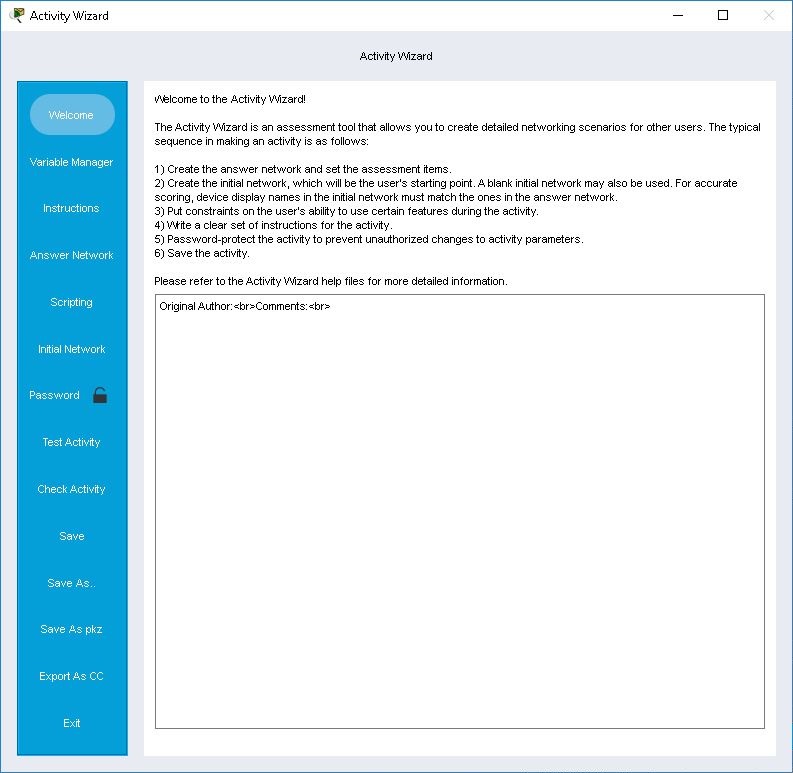 Activity Wizard
Activity Wizard
Welcome
Variable Manager
Instructions
Answer Network
Scripting
Initial Network
Password
Test Activity
Check Activity
Save
Save As..
Save As pkz
Export As CC
Exit
Welcome to the Activity Wizard!
The Activity Wizard is an assessment tool that allows you to create detailed networking scenarios for other users. The typical
sequence in making an activity is as follows:
1) Create the answer network and set the assessment items.
2) Create the initial network, which will be the user's starting point. A blank initial network may also be used. For accurate
scoring, device display names in the initial network must match the ones in the answer network.
3) Put constraints on the user's ability to use certain features during the activity.
4) Write a clear set of instructions for the activity.
5) Password-protect the activity to prevent unauthorized changes to activity parameters.
6) Save the activity.
Please refer to the Activity Wizard help files for more detailed information.
Original Author:<br>Comments:<br>